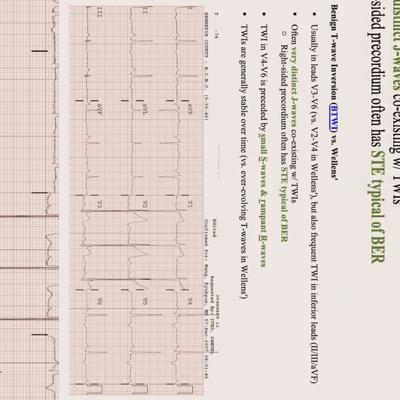 distinct J-waves co-existing w/ TWIs
-sided precordium often has STE typical of BER
Benign T-wave Inversion (BTWI) vs. Wellens'
• Usually in leads V3-V6 (vs. V2-V4 in Wellens'), but also frequent TWI in inferior leads (II/III/aVF)
• Often very distinct J-waves co-existing w/ TWIs
o Right-sided precordium often has STE typical of BER
• TWI in V4-V6 is preceded by small S-waves & rampant R-waves
• TWIs are generally stable over time (vs. ever-evolving T-waves in Wellens')
T -74
EDited
aVR V1 V4
II aVL V2 V5
III aVF V3 V6